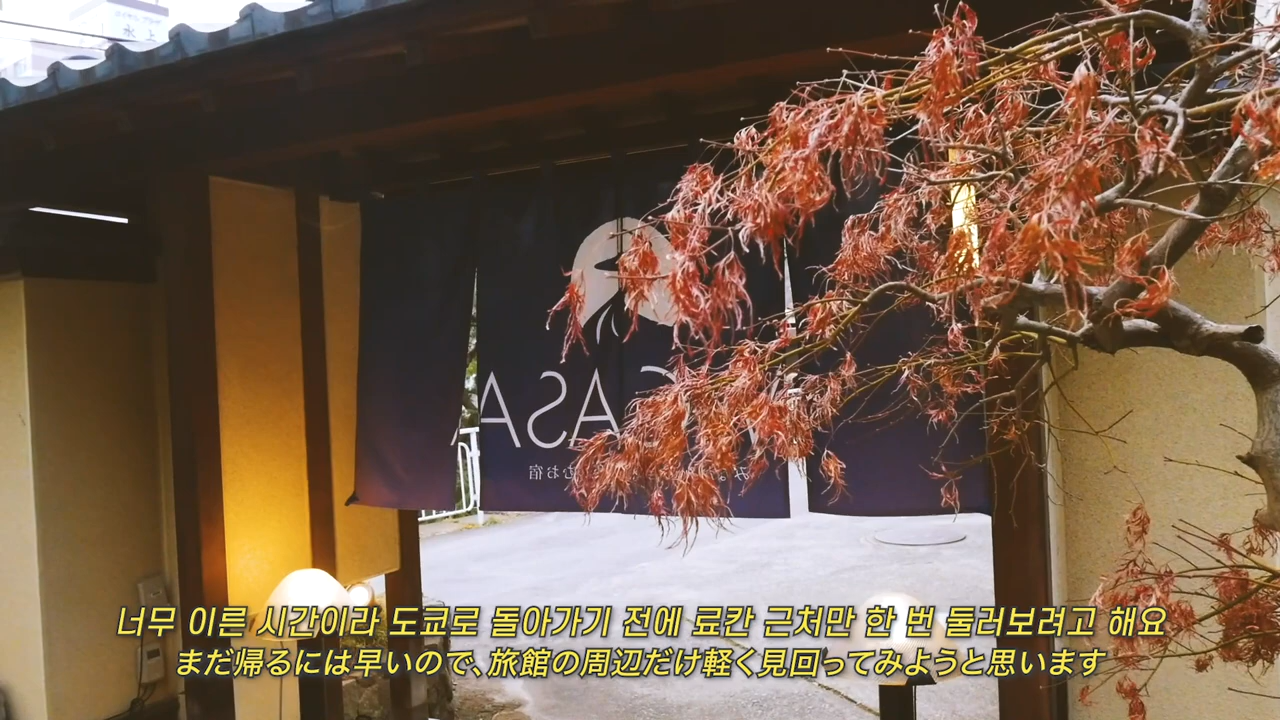 ASA
너무 이른 시간이라 도쿄로 돌아가기 전에 료칸 근처만 한 번 둘러보려고 해요
まだ帰るには早いので、旅館の周辺だけ軽く見回ってみようと思います